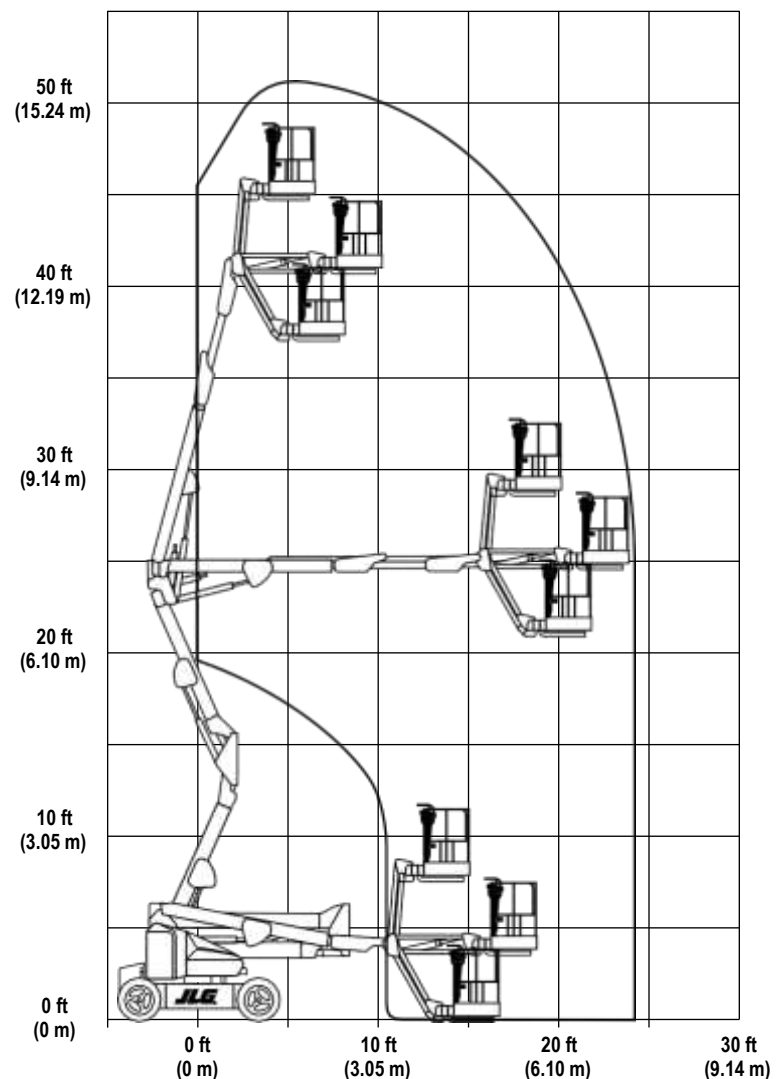 50 ft
(15.24 m)
40 ft
(12.19 m)
30 ft
(9.14 m)
20 ft
(6.10 m)
10 ft
(3.05 m)
JLG
0 ft
(0 m)
0 ft
(0 m)
10 ft
(3.05 m)
20 ft
(6.10 m)
30 ft
(9.14 m)